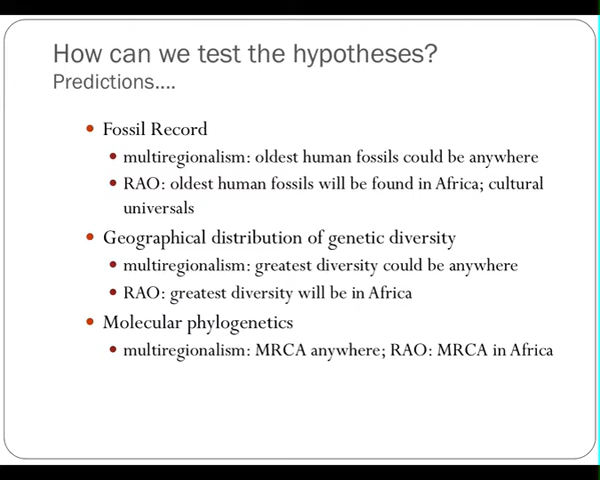 How can we test the hypotheses?
Predictions....
• Fossil Record
• multiregionalism: oldest human fossils could be anywhere
• RAO: oldest human fossils will be found in Africa; cultural
universals
• Geographical distribution of genetic diversity
• multiregionalism: greatest diversity could be anywhere
• RAO: greatest diversity will be in Africa
• Molecular phylogenetics
• multiregionalism: MRCA anywhere; RAO: MRCA in Africa